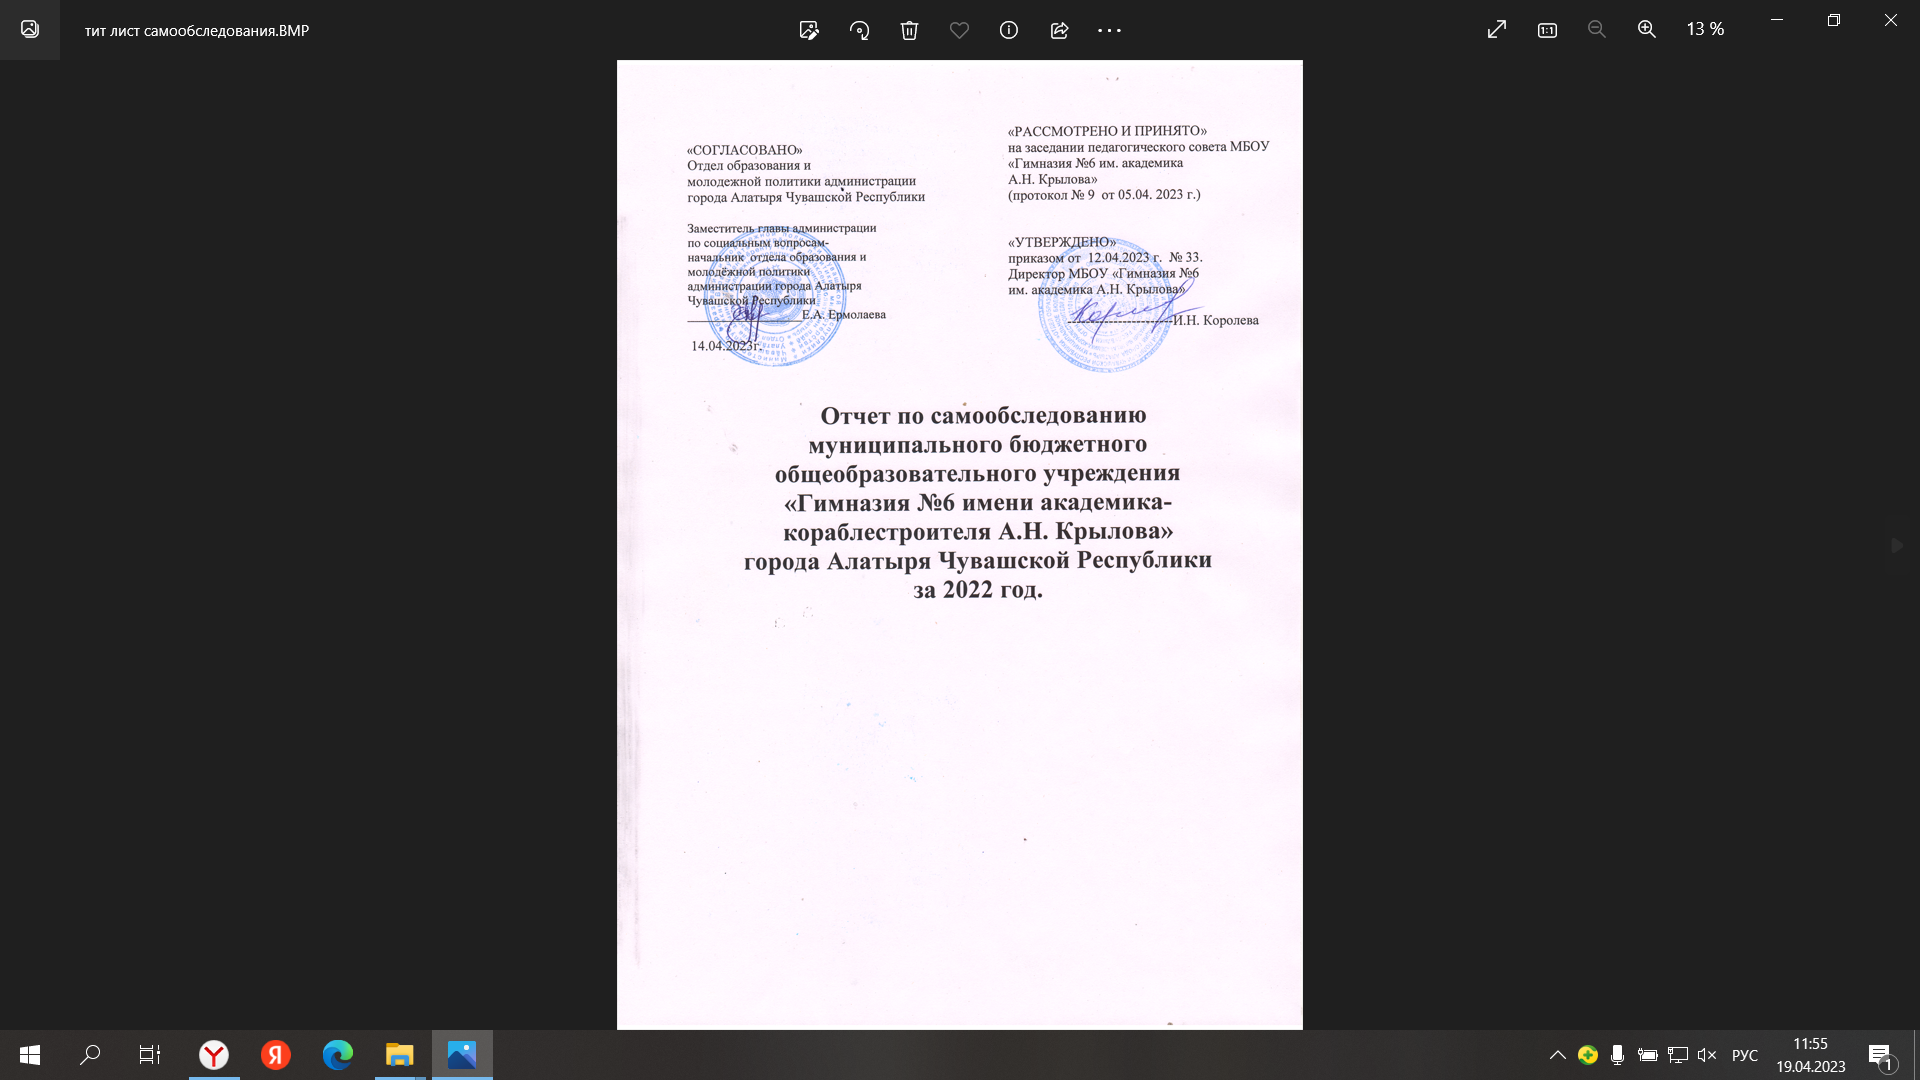 тит лист самообследования.BMP
13 %
«СОГЛАСОВАНО»
Отдел образования и
молодежной политики администрации
города Алатыря Чувашской Республики
Заместитель главы администрации
по социальным вопросам-
начальник отдела образования и
молодёжной политики
администрации города Алатыря
Чувашской Республики
Е.А. Ермолаева
14.04.2023г.
«РАССМОТРЕНО И ПРИНЯТО»
на заседании педагогического совета МБОУ
«Гимназия №6 им. академика
А.Н. Крылова»
(протокол № 9 от 05.04. 2023 г.)
«УТВЕРЖДЕНО»
приказом от 12.04.2023 г. № 33.
Директор МБОУ «Гимназия №6
им. академика А.Н. Крылова»
И.Н. Королева
Отчет по самообследованию
муниципального бюджетного
общеобразовательного учреждения
«Гимназия №6 имени академика-
кораблестроителя А.Н. Крылова»
города Алатыря Чувашской Республики
за 2022 год.
РУС
11:55
19.04.2023
1